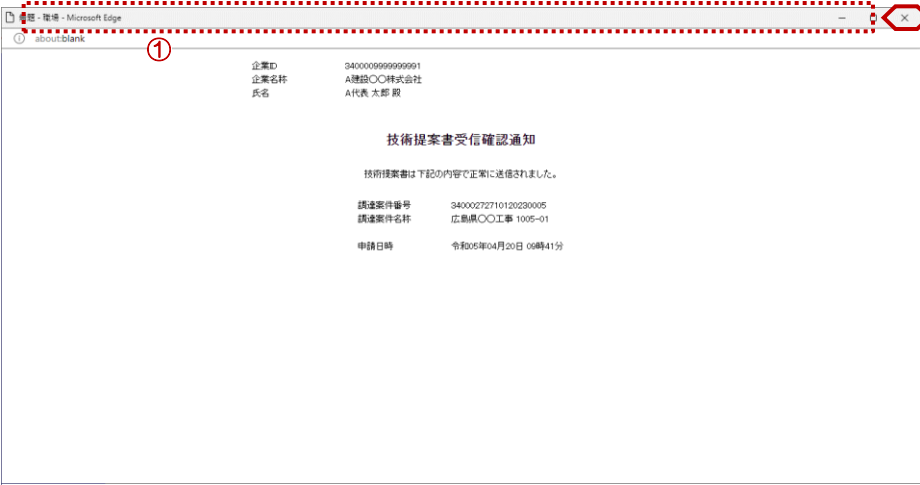 無題 - 職場 - Microsoft Edge
about:blank
①
企業ID 3400009999999991
企業名称 A建設〇〇株式会社
氏名 A代表 太郎 殿
技術提案書受信確認通知
技術提案書は下記の内容で正常に送信されました。
調達案件番号 34000272710120230005
調達案件名称 広島県〇〇工事 1005-01
申請日時 令和05年04月20日 09時41分